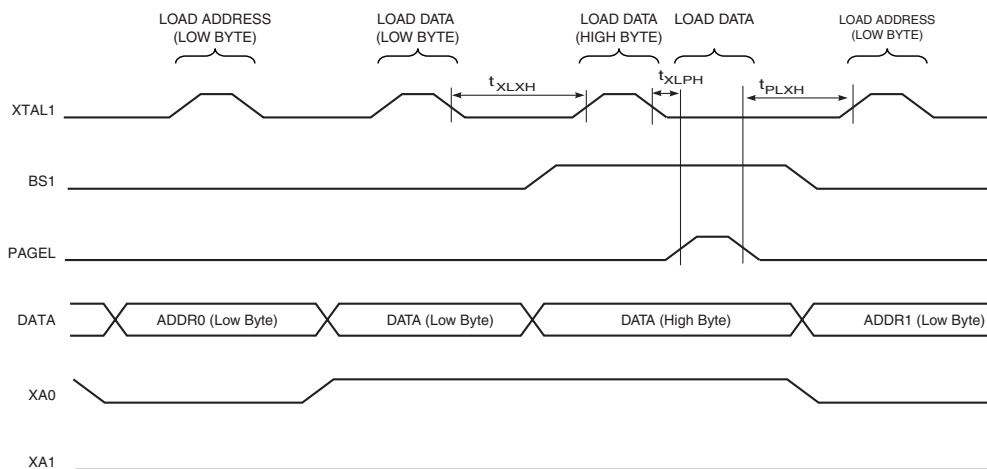 LOAD ADDRESS
(LOW BYTE)
LOAD DATA
(LOW BYTE)
LOAD DATA
(HIGH BYTE)
LOAD DATA
LOAD ADDRESS
(LOW BYTE)
tXLXH
tXLPH
tPLXH
XTAL1
BS1
PAGEL
DATA
ADDR0 (Low Byte)
DATA (Low Byte)
DATA (High Byte)
ADDR1 (Low Byte)
XA0
XA1